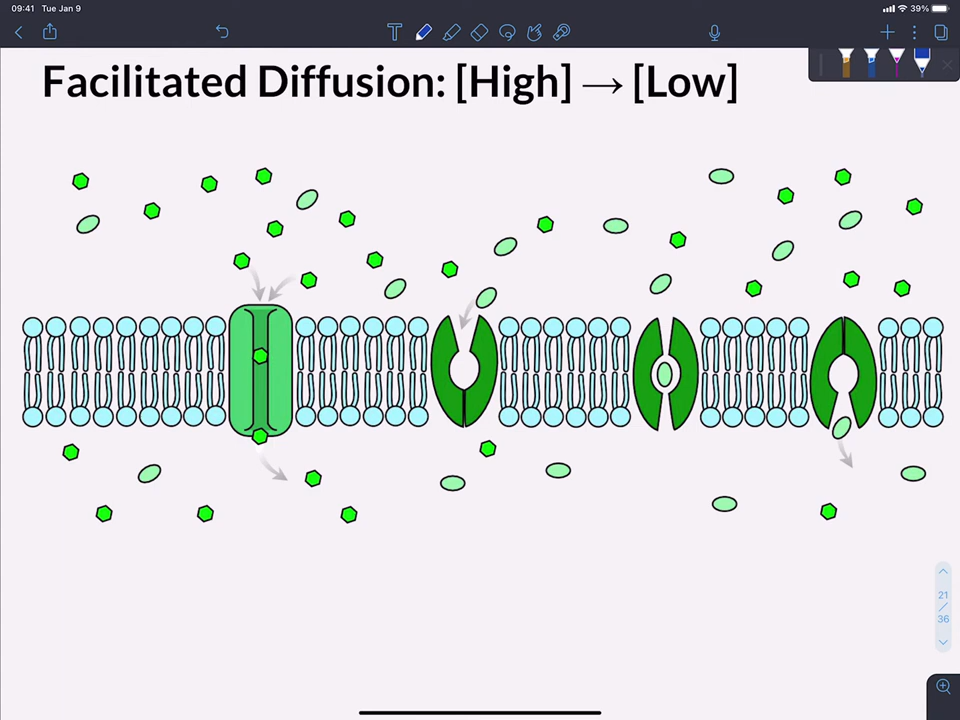 09:41 Tue Jan 9
39%
Facilitated Diffusion: [High] → [Low]
21
/
36